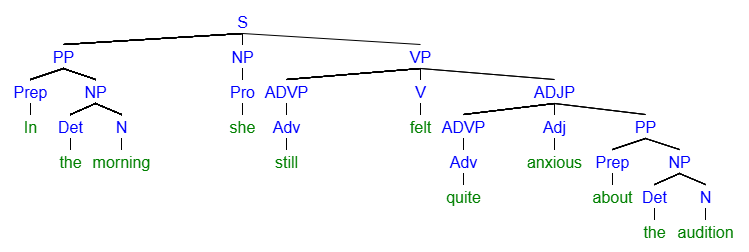 S
PP NP VP
Prep NP Pro ADVP V ADJP
In Det N she Adv felt ADVP Adj PP
the morning still Adv anxious Prep NP
quite about Det N
the audition